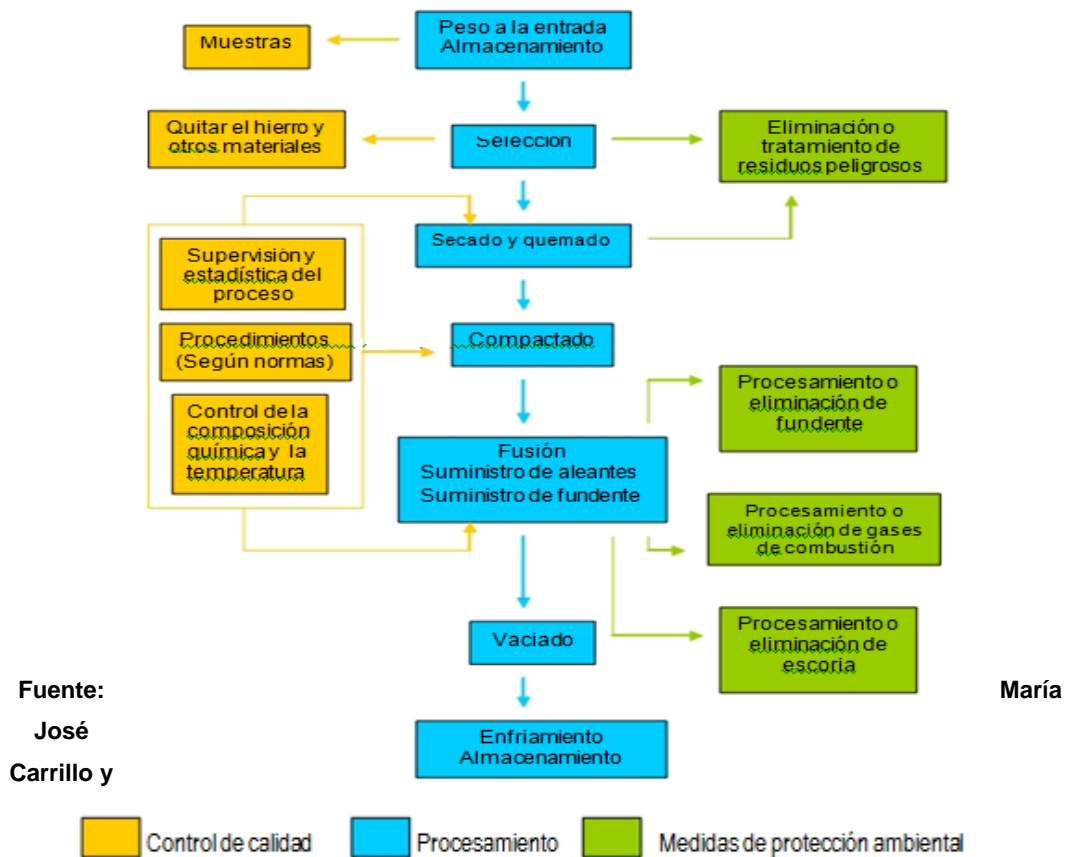 Peso a la entrada
Almacenamiento
Muestras
Quitar el hierro y
otros materiales
Selección
Eliminación o
tratamiento de
residuos peligrosos
Secado y quemado
Supervisión y
estadística del
proceso
Procedimientos
(Según normas)
Compactado
Control de la
composición
química y la
temperatura
Procesamiento o
eliminación de
fundente
Fusión
Suministro de aleantes
Suministro de fundente
Procesamiento o
eliminación de gases
de combustión
Vaciado
Procesamiento o
eliminación de
escoria
Fuente: María
José
Carrillo y
Enfriamiento
Almacenamiento
Control de calidad Procesamiento Medidas de protección ambiental